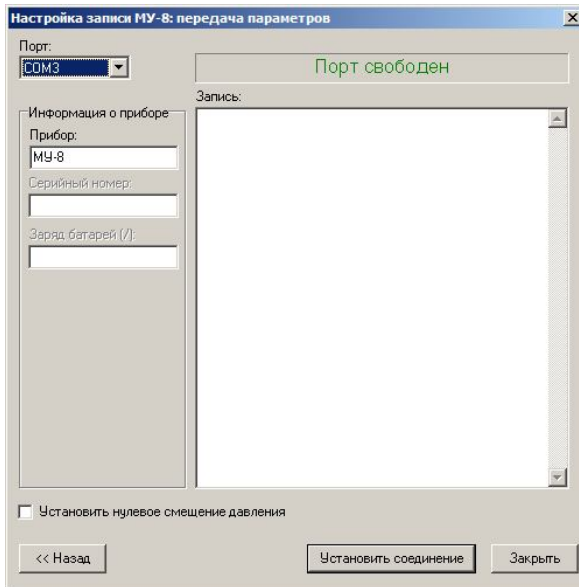 Настройка записи МУ-8: передача параметров
Порт:
COM3
Порт свободен
Запись:
Информация о приборе
Прибор:
МУ-8
Серийный номер:
Заряд батарей (/):
Установить нулевое смещение давления
<< Назад
Установить соединение
Закрыть